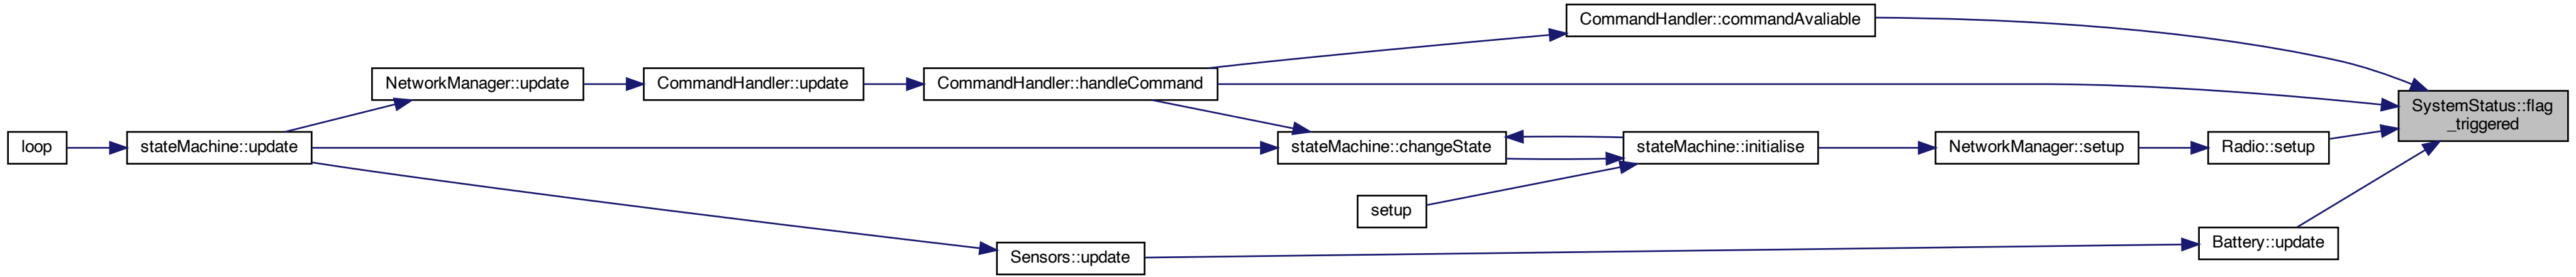 CommandHandler::commandAvaliable
NetworkManager::update
CommandHandler::update
CommandHandler::handleCommand
SystemStatus::flag
_triggered
loop
stateMachine::update
stateMachine::changeState
stateMachine::initialise
NetworkManager::setup
Radio::setup
setup
Battery::update
Sensors::update